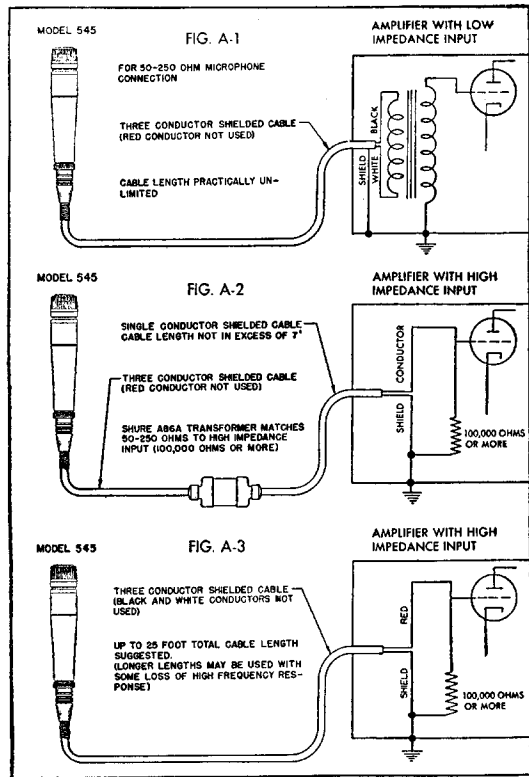 MODEL 545
FIG. A-1
AMPLIFIER WITH LOW
IMPEDANCE INPUT
FOR 50-250 OHM MICROPHONE
CONNECTION
THREE CONDUCTOR SHIELDED CABLE
(RED CONDUCTOR NOT USED)
CABLE LENGTH PRACTICALLY UN-
LIMITED
BLACK
WHITE
SHIELD
MODEL 545
FIG. A-2
AMPLIFIER WITH HIGH
IMPEDANCE INPUT
SINGLE CONDUCTOR SHIELDED CABLE
CABLE LENGTH NOT IN EXCESS OF 7'
THREE CONDUCTOR SHIELDED CABLE
(RED CONDUCTOR NOT USED)
SHURE A86A TRANSFORMER MATCHES
50-250 OHMS TO HIGH IMPEDANCE
INPUT (100,000 OHMS OR MORE)
CONDUCTOR
SHIELD
100,000 OHMS
OR MORE
MODEL 545
FIG. A-3
AMPLIFIER WITH HIGH
IMPEDANCE INPUT
THREE CONDUCTOR SHIELDED CABLE
(BLACK AND WHITE CONDUCTORS NOT
USED)
UP TO 25 FOOT TOTAL CABLE LENGTH
SUGGESTED.
(LONGER LENGTHS MAY BE USED WITH
SOME LOSS OF HIGH FREQUENCY RES-
PONSE)
RED
SHIELD
100,000 OHMS
OR MORE